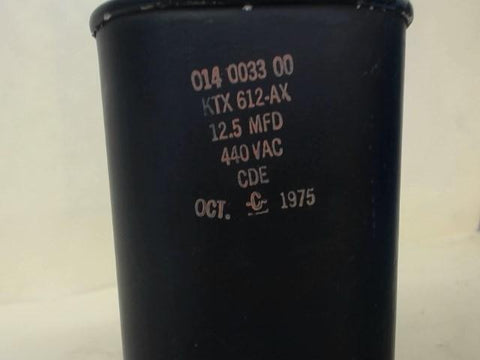 014 0033 00
KTX 612-AX
12.5 MFD
440 VAC
CDE
OCT. -C- 1975